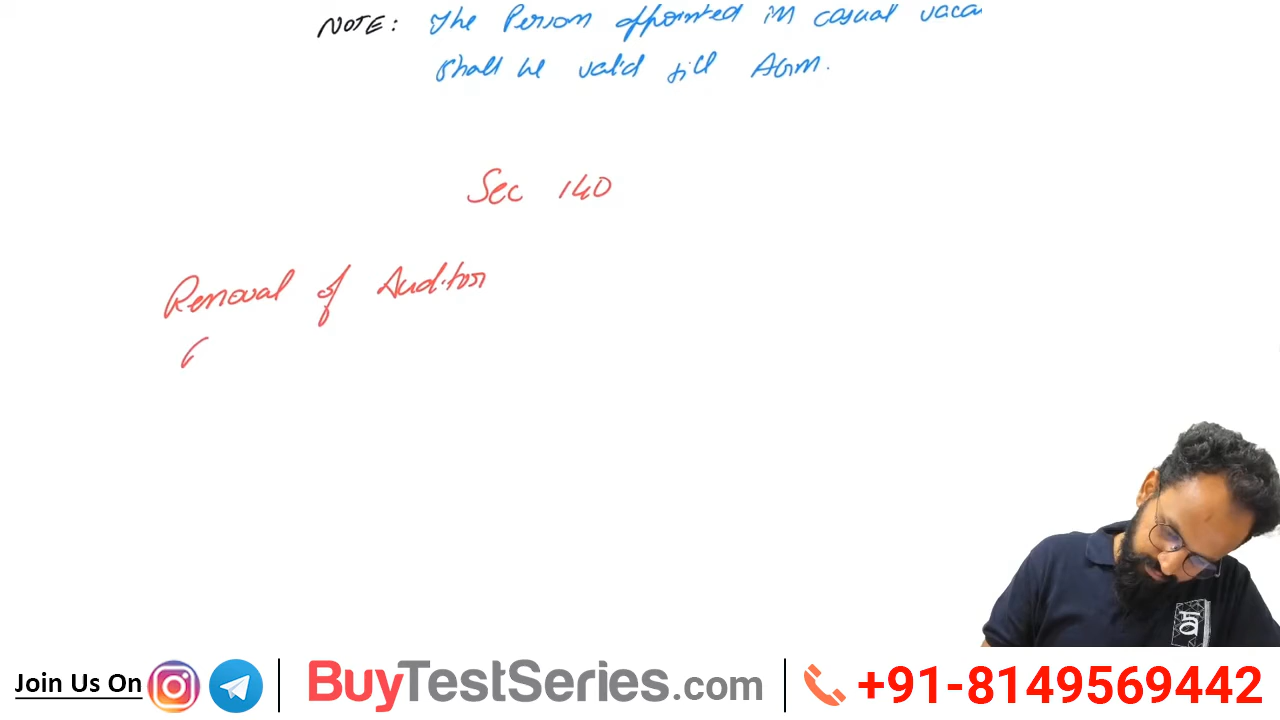 NOTE: The Person appointed in casual vaca
shall be valid till AGM.
Sec 140
Removal of Auditor
Join Us On BuyTestSeries.com +91-8149569442